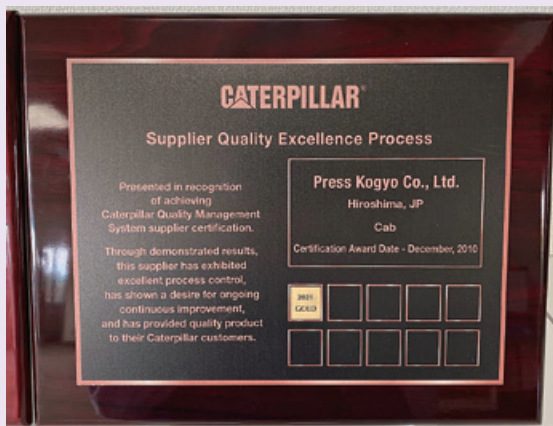 CATERPILLAR®
Supplier Quality Excellence Process
Presented in recognition
of achieving
Caterpillar Quality Management
System supplier certification.
Through demonstrated results,
this supplier has exhibited
excellent process control,
has shown a desire for ongoing
continuous improvement,
and has provided quality product
to their Caterpillar customers.
Press Kogyo Co., Ltd.
Hiroshima, JP
Cab
Certification Award Date - December, 2010
2021
GOLD